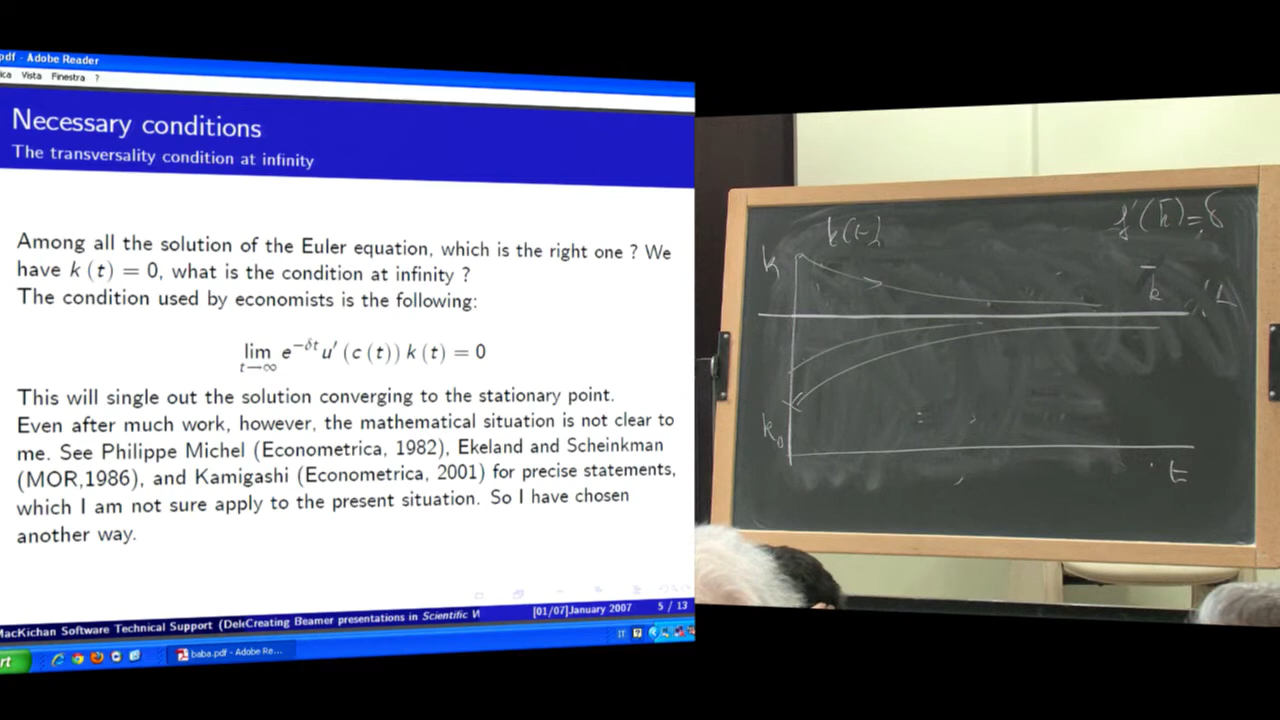 pdf - Adobe Reader
ica Vista Finestra ?
Necessary conditions
The transversality condition at infinity
Among all the solution of the Euler equation, which is the right one ? We
have k (t) = 0, what is the condition at infinity ?
The condition used by economists is the following:
lim t→∞ e^{-δt} u′ (c (t)) k (t) = 0
This will single out the solution converging to the stationary point.
Even after much work, however, the mathematical situation is not clear to
me. See Philippe Michel (Econometrica, 1982), Ekeland and Scheinkman
(MOR,1986), and Kamigashi (Econometrica, 2001) for precise statements,
which I am not sure apply to the present situation. So I have chosen
another way.
MacKichan Software Technical Support (DekCreating Beamer presentations in Scientific W
[01/07]January 2007
5 / 13
rt
baba.pdf - Adobe Re...
IT
f′(k̄)=δ
k(t)
k
k̄
k₀
t